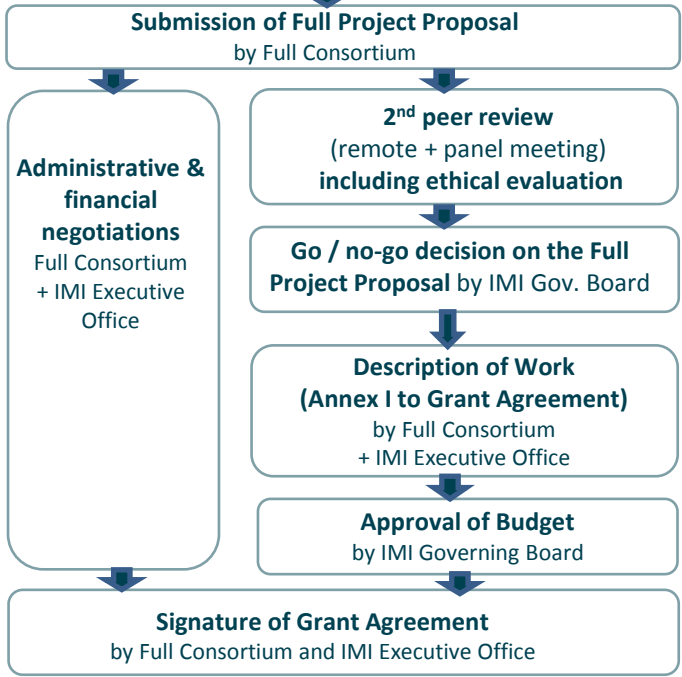 Submission of Full Project Proposal
by Full Consortium
Administrative &
financial
negotiations
Full Consortium
+ IMI Executive
Office
2nd peer review
(remote + panel meeting)
including ethical evaluation
Go / no-go decision on the Full
Project Proposal by IMI Gov. Board
Description of Work
(Annex I to Grant Agreement)
by Full Consortium
+ IMI Executive Office
Approval of Budget
by IMI Governing Board
Signature of Grant Agreement
by Full Consortium and IMI Executive Office